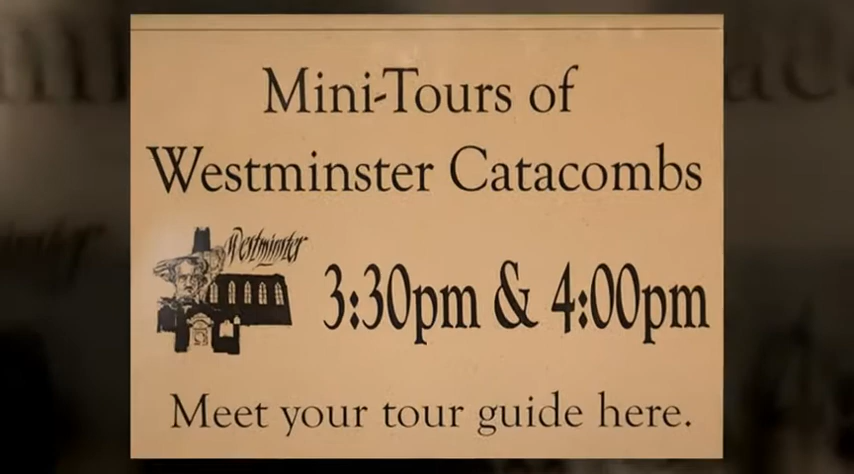 Mini-Tours of
Westminster Catacombs
Westminster
3:30pm & 4:00pm
Meet your tour guide here.